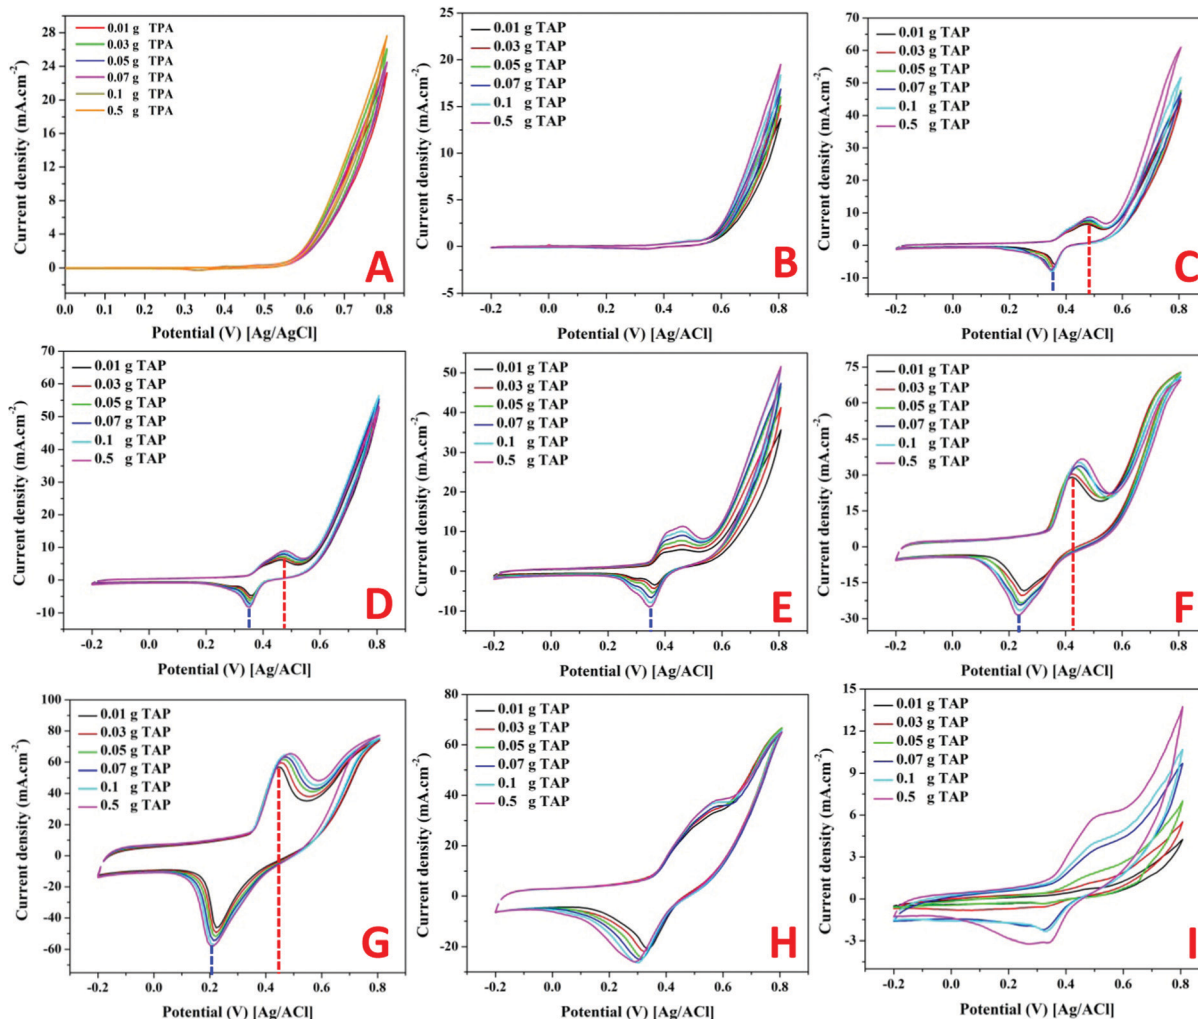 Current density (mA.cm⁻²)
28
24
20
16
12
8
4
0
0.01 g TPA
0.03 g TPA
0.05 g TPA
0.07 g TPA
0.1 g TPA
0.5 g TPA
A
0.0 0.1 0.2 0.3 0.4 0.5 0.6 0.7 0.8
Potential (V) [Ag/AgCl]
Current density (mA.cm⁻²)
25
20
15
10
5
0
-5
0.01 g TAP
0.03 g TAP
0.05 g TAP
0.07 g TAP
0.1 g TAP
0.5 g TAP
B
-0.2 0.0 0.2 0.4 0.6 0.8
Potential (V) [Ag/ACl]
Current density (mA.cm⁻²)
70
60
50
40
30
20
10
0
-10
0.01 g TAP
0.03 g TAP
0.05 g TAP
0.07 g TAP
0.1 g TAP
0.5 g TAP
C
-0.2 0.0 0.2 0.4 0.6 0.8
Potential (V) [Ag/ACl]
Current density (mA.cm⁻²)
70
60
50
40
30
20
10
0
-10
0.01 g TAP
0.03 g TAP
0.05 g TAP
0.07 g TAP
0.1 g TAP
0.5 g TAP
D
-0.2 0.0 0.2 0.4 0.6 0.8
Potential (V) [Ag/ACl]
Current density (mA.cm⁻²)
50
40
30
20
10
0
-10
0.01 g TAP
0.03 g TAP
0.05 g TAP
0.07 g TAP
0.1 g TAP
0.5 g TAP
E
-0.2 0.0 0.2 0.4 0.6 0.8
Potential (V) [Ag/ACl]
Current density (mA.cm⁻²)
75
60
45
30
15
0
-15
-30
0.01 g TAP
0.03 g TAP
0.05 g TAP
0.07 g TAP
0.1 g TAP
0.5 g TAP
F
-0.2 0.0 0.2 0.4 0.6 0.8
Potential (V) [Ag/ACl]
Current density (mA.cm⁻²)
100
80
60
40
20
0
-20
-40
-60
0.01 g TAP
0.03 g TAP
0.05 g TAP
0.07 g TAP
0.1 g TAP
0.5 g TAP
G
-0.2 0.0 0.2 0.4 0.6 0.8
Potential (V) [Ag/ACl]
Current density (mA.cm⁻²)
80
60
40
20
0
-20
0.01 g TAP
0.03 g TAP
0.05 g TAP
0.07 g TAP
0.1 g TAP
0.5 g TAP
H
-0.2 0.0 0.2 0.4 0.6 0.8
Potential (V) [Ag/ACl]
Current density (mA.cm⁻²)
15
12
9
6
3
0
-3
0.01 g TAP
0.03 g TAP
0.05 g TAP
0.07 g TAP
0.1 g TAP
0.5 g TAP
I
-0.2 0.0 0.2 0.4 0.6 0.8
Potential (V) [Ag/ACl]